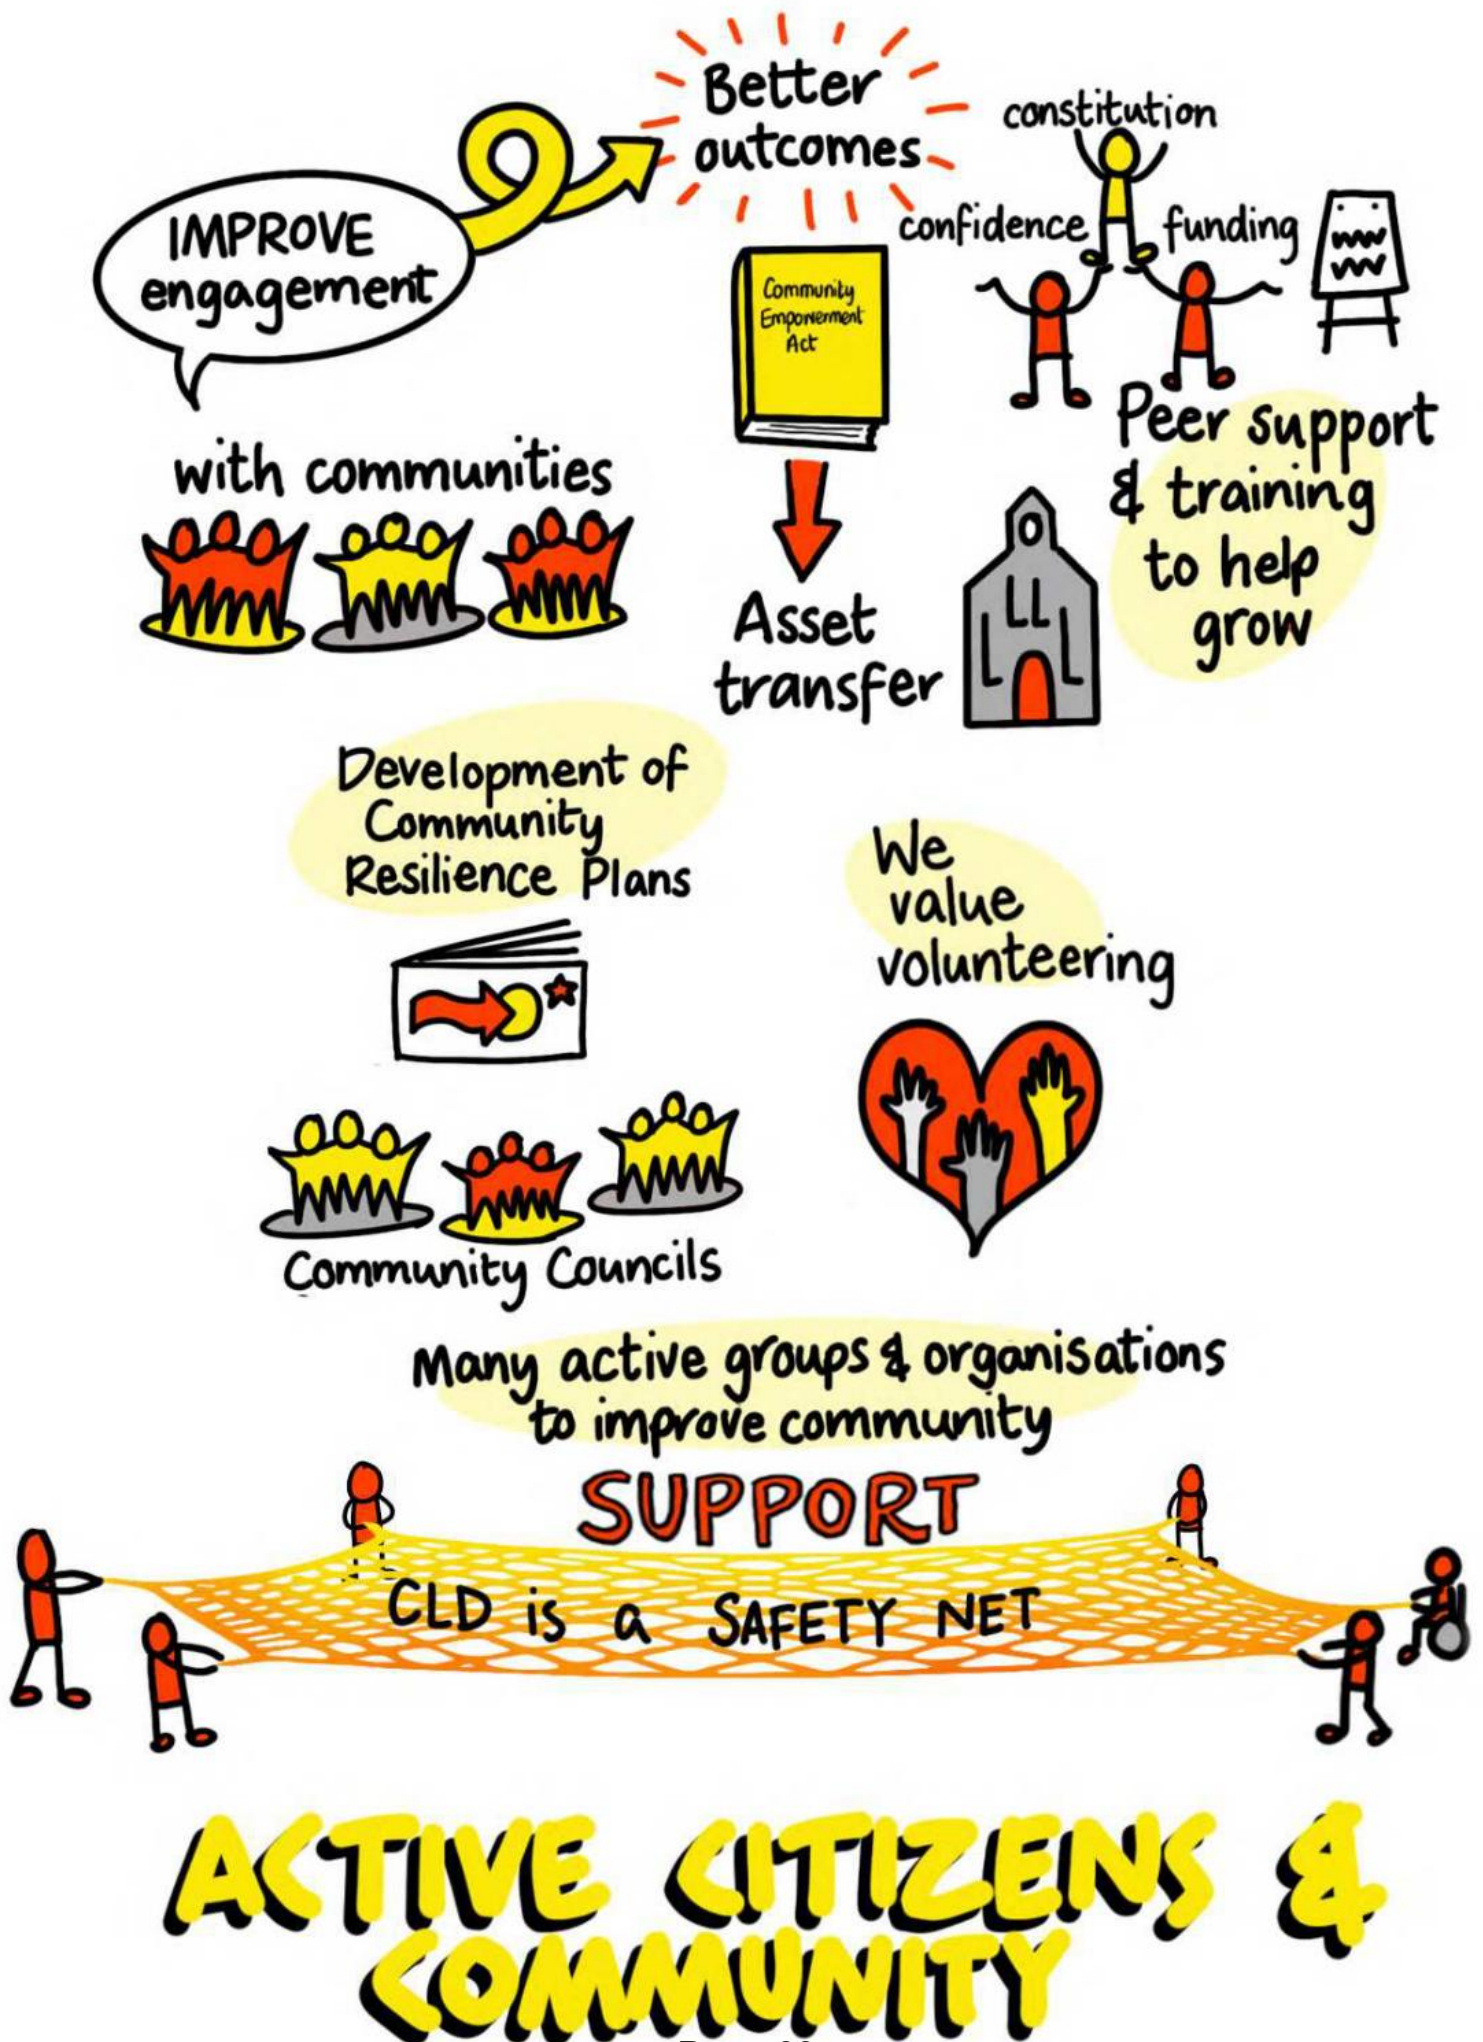 Better
outcomes
IMPROVE
engagement
with communities
Community
Empowerment
Act
Asset
transfer
constitution
confidence
funding
Peer support
& training
to help
grow
Development of
Community
Resilience Plans
We
value
volunteering
Community Councils
Many active groups & organisations
to improve community
SUPPORT
CLD is a SAFETY NET
ACTIVE CITIZENS &
COMMUNITY